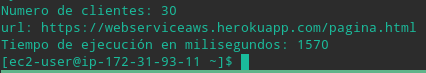 Numero de clientes: 30
url: https://webserviceaws.herokuapp.com/pagina.html
Tiempo de ejecución en milisegundos: 1570
[ec2-user@ip-172-31-93-11 ~]$